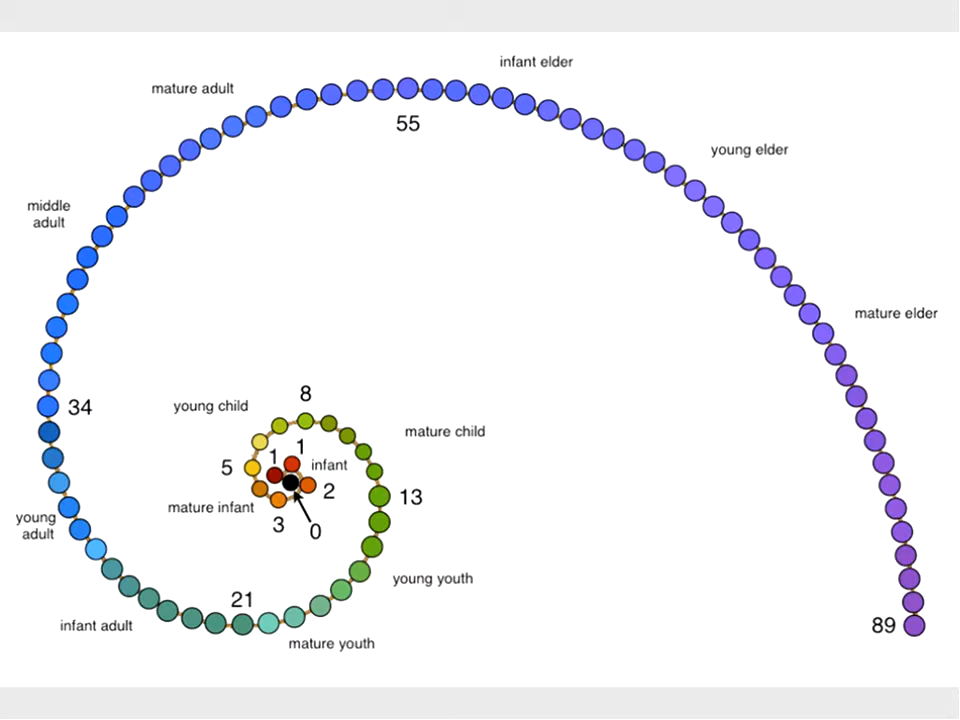 infant elder
mature adult
55
young elder
middle
adult
mature elder
8
young child
34
mature child
1
1
infant
5
2
13
mature infant
3
0
young
adult
young youth
21
infant adult
89
mature youth